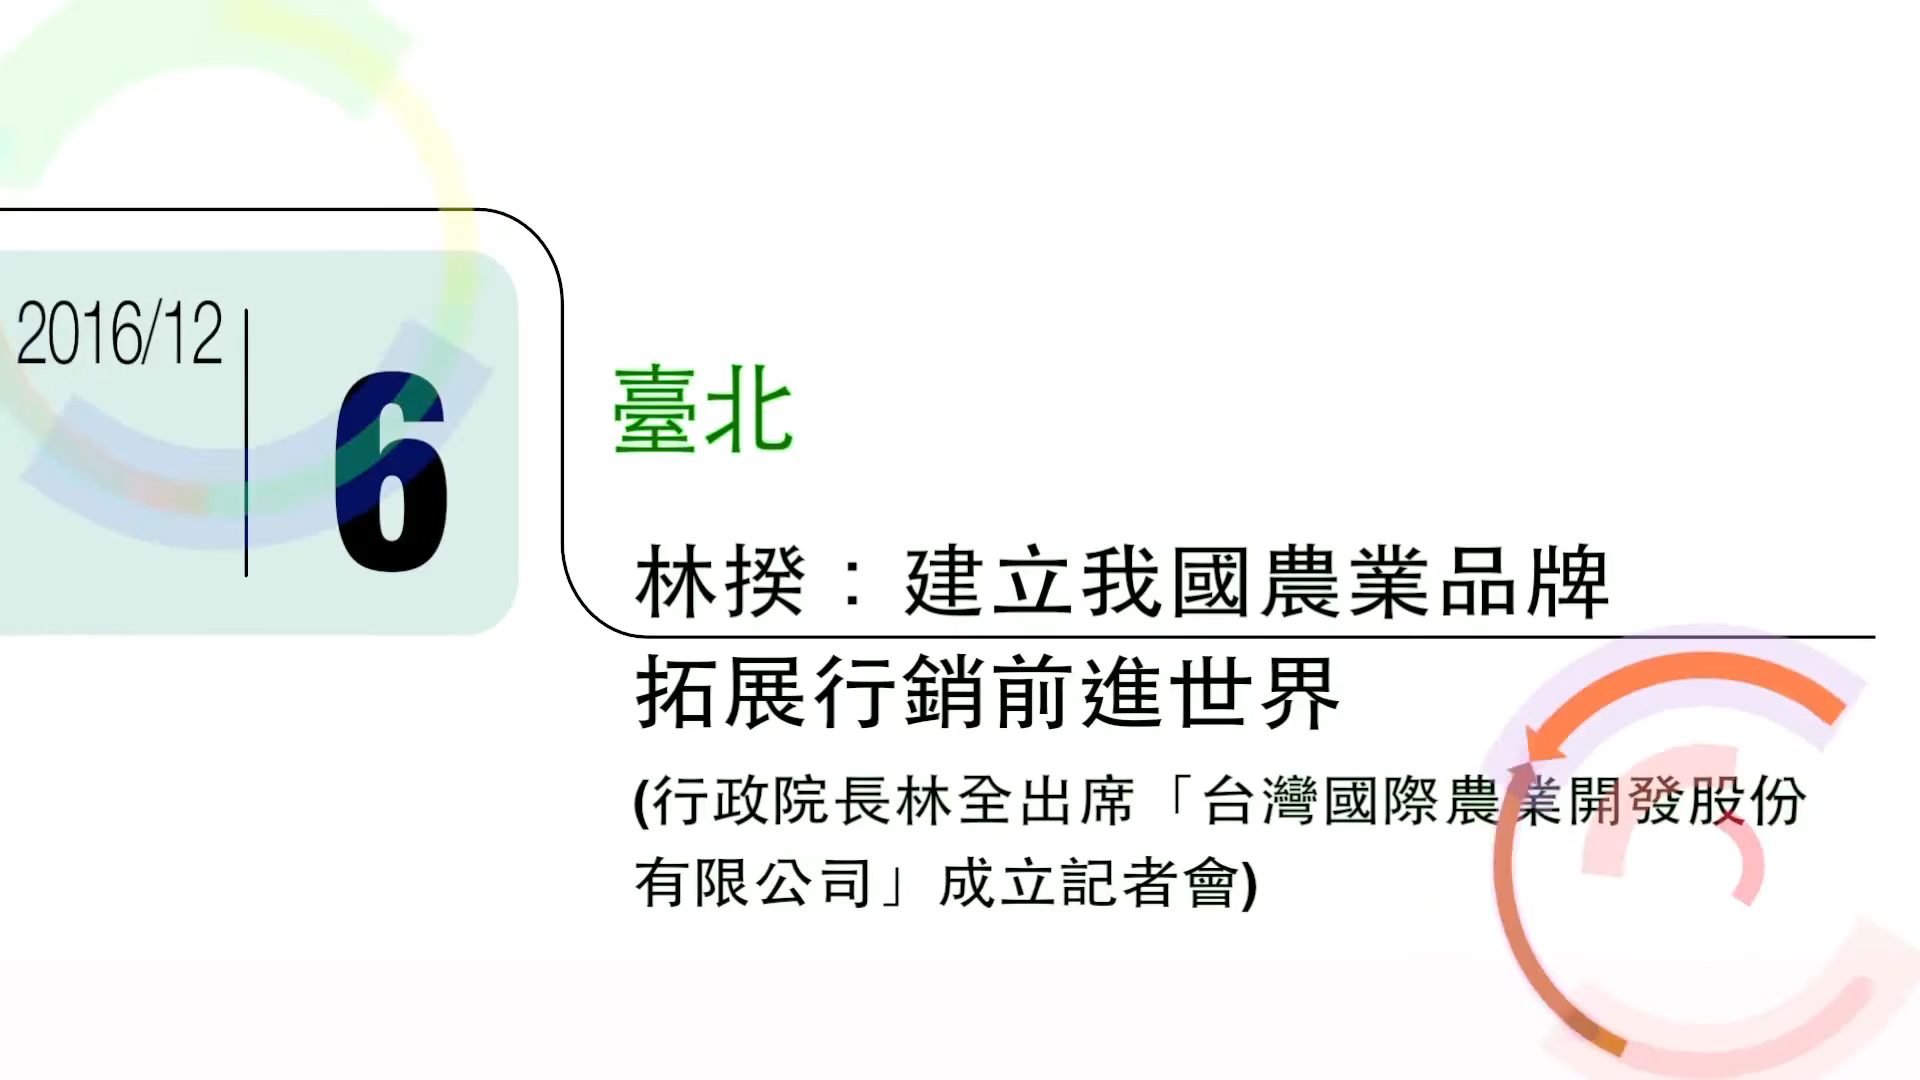 2016/12
6
臺北
林揆：建立我國農業品牌
拓展行銷前進世界
(行政院長林全出席「台灣國際農業開發股份
有限公司」成立記者會)